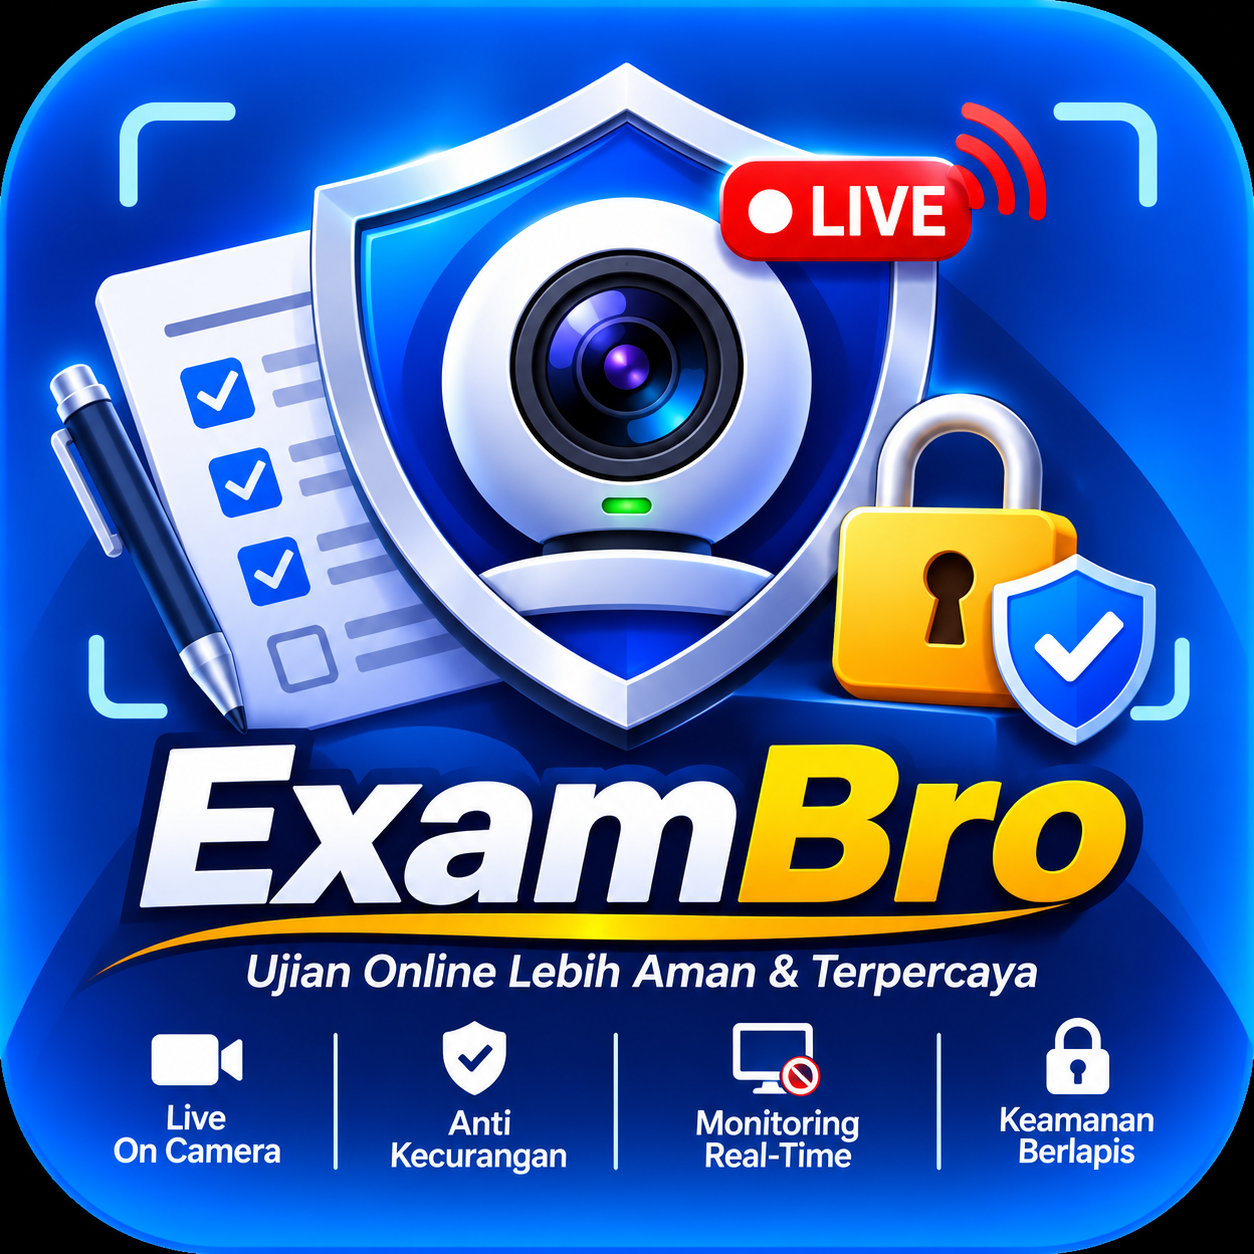 LIVE
ExamBro
Ujian Online Lebih Aman & Terpercaya
Live
On Camera
Anti
Kecurangan
Monitoring
Real-Time
Keamanan
Berlapis